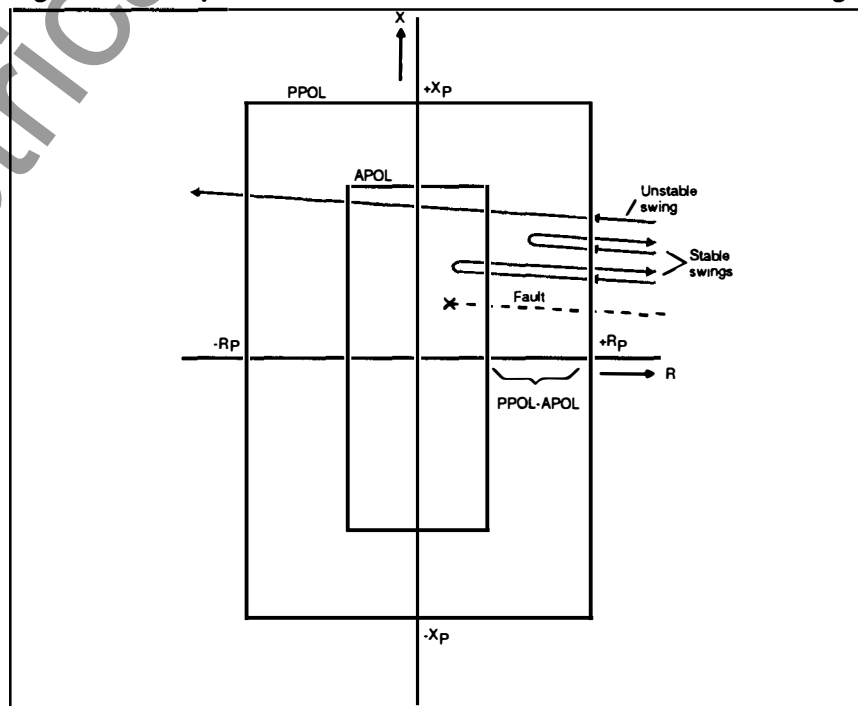 X
PPOL
+XP
APOL
Unstable
swing
Stable
swings
Fault
-RP
+RP
R
PPOL-APOL
-XP